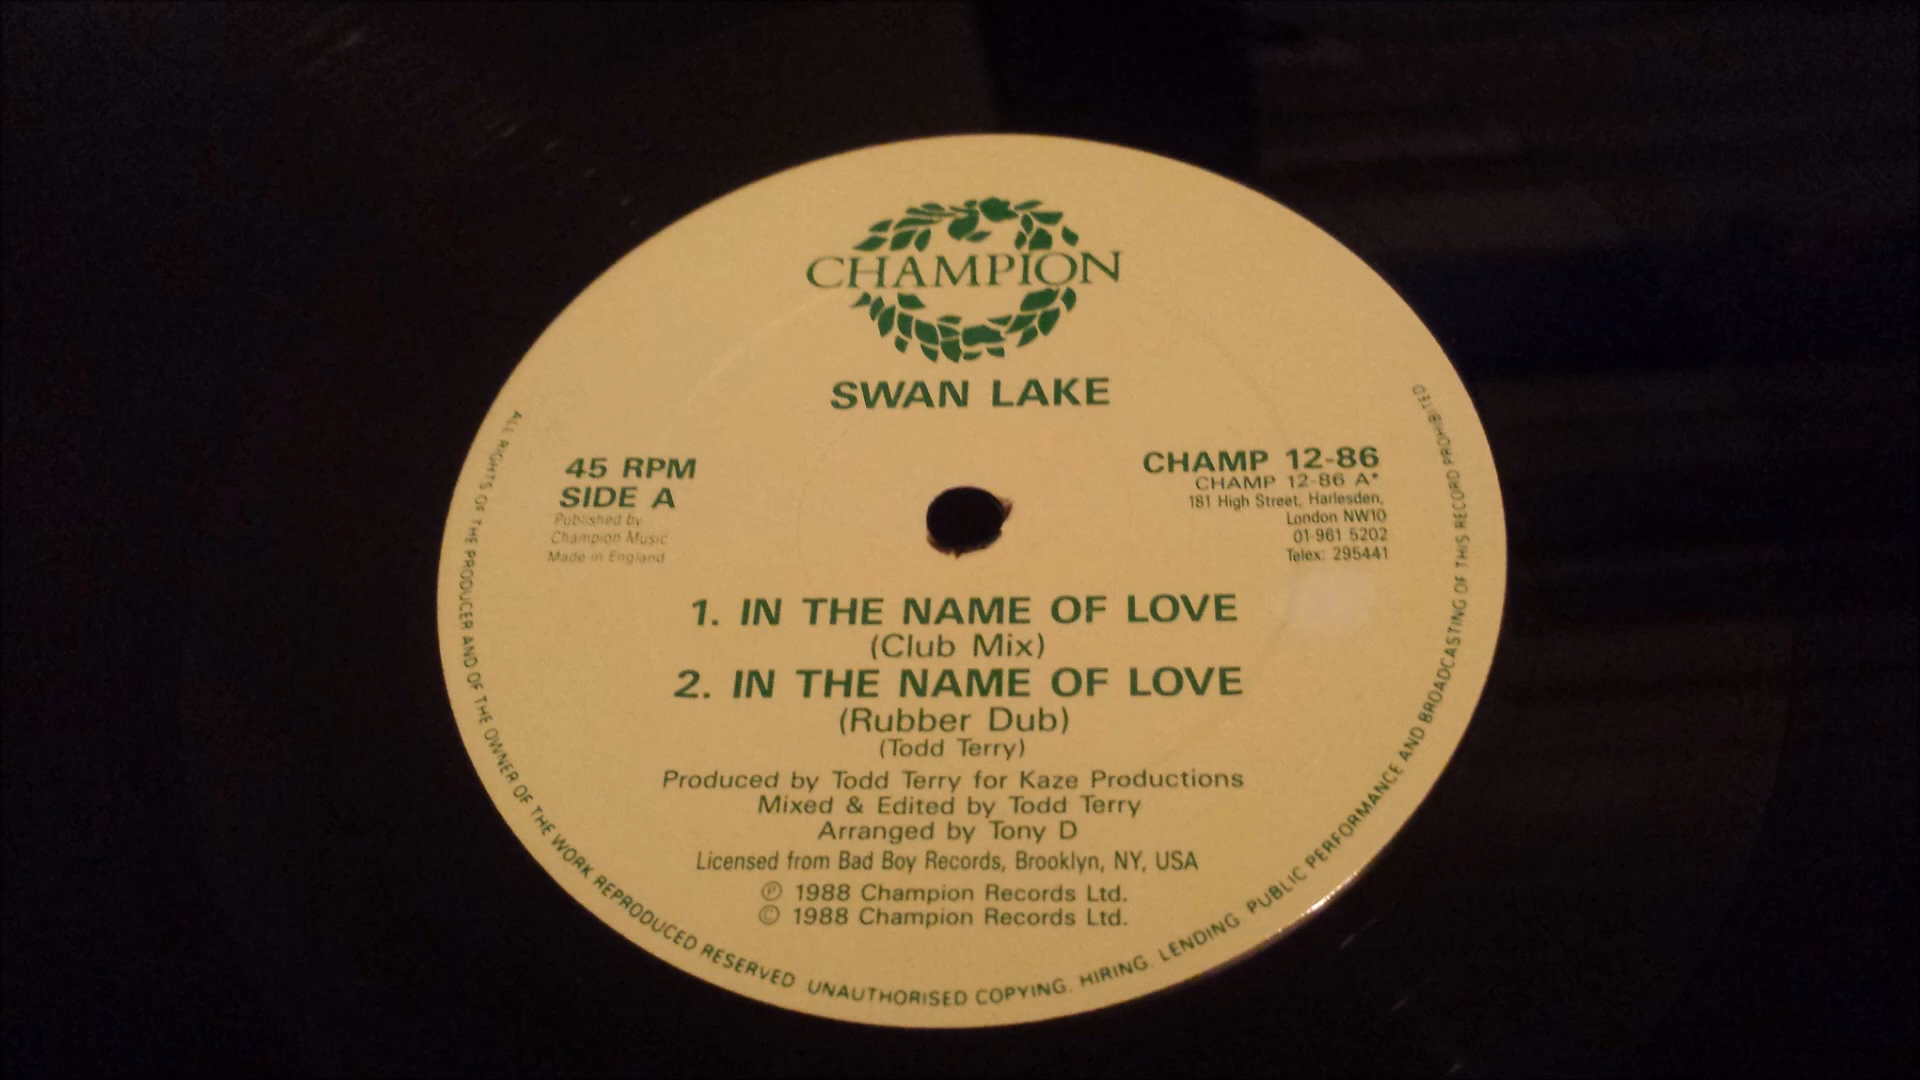 CHAMPION
SWAN LAKE
45 RPM
SIDE A
Published by
Champion Music
Made in England
CHAMP 12-86
CHAMP 12-86 A*
181 High Street, Harlesden,
London NW10
01-961 5202
Telex: 295441
1. IN THE NAME OF LOVE
(Club Mix)
2. IN THE NAME OF LOVE
(Rubber Dub)
(Todd Terry)
Produced by Todd Terry for Kaze Productions
Mixed & Edited by Todd Terry
Arranged by Tony D
Licensed from Bad Boy Records, Brooklyn, NY, USA
℗ 1988 Champion Records Ltd.
© 1988 Champion Records Ltd.
ALL RIGHTS OF THE PRODUCER AND OF THE OWNER OF THE WORK REPRODUCED RESERVED UNAUTHORISED COPYING, HIRING, LENDING, PUBLIC PERFORMANCE AND BROADCASTING OF THIS RECORD PROHIBITED